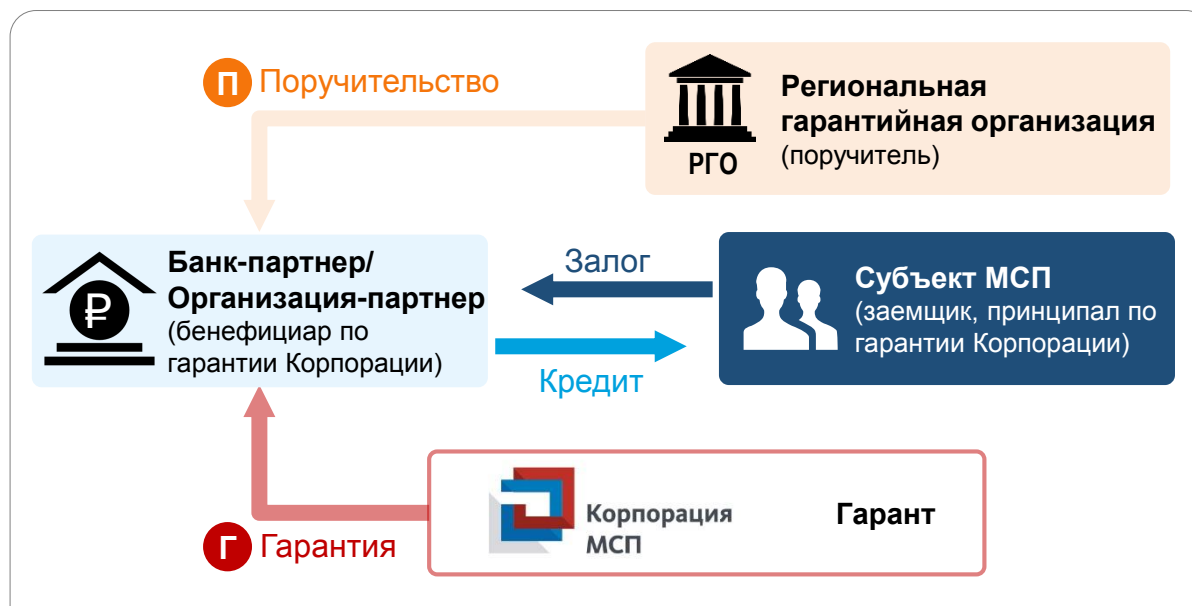 П Поручительство
Региональная
гарантийная организация
(поручитель)
РГО
Банк-партнер/
Организация-партнер
(бенефициар по
гарантии Корпорации)
₽
Залог
Кредит
Субъект МСП
(заемщик, принципал по
гарантии Корпорации)
Г Гарантия
Корпорация
МСП
Гарант